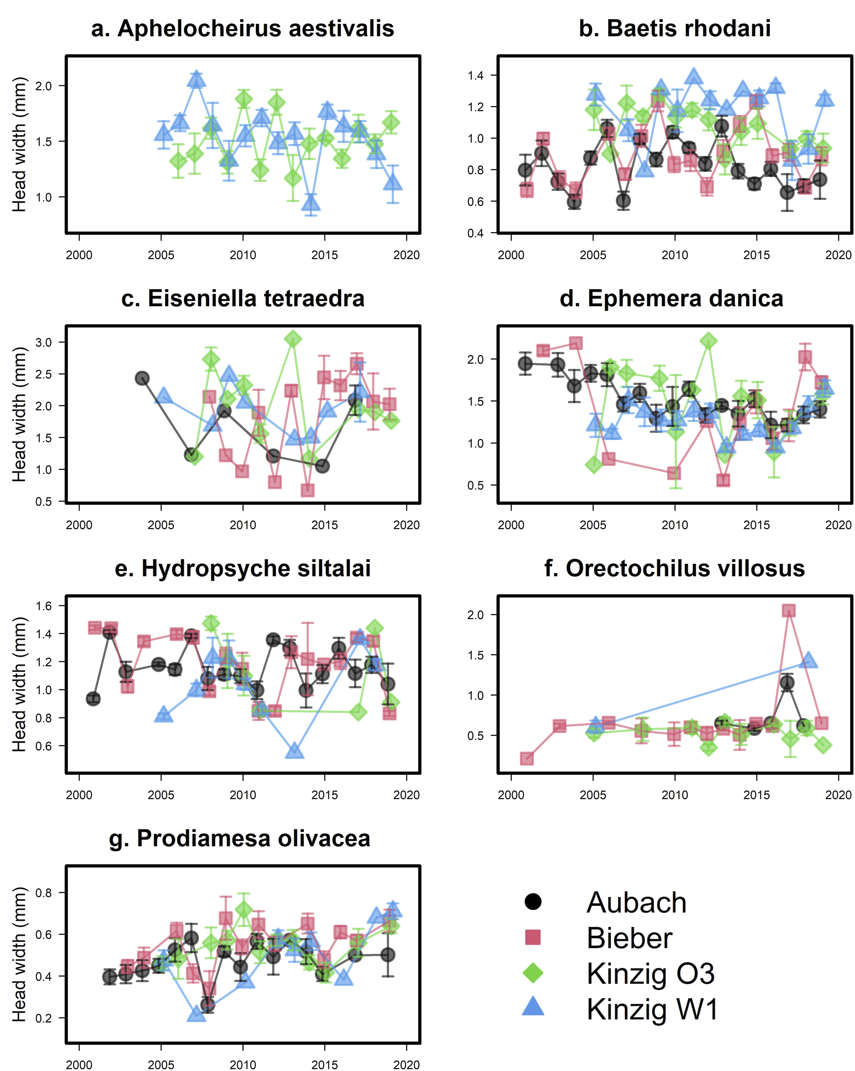 a. Aphelocheirus aestivalis
b. Baetis rhodani
Head width (mm)
2.0
1.5
1.0
1.4
1.2
1.0
0.8
0.6
0.4
2000 2005 2010 2015 2020
2000 2005 2010 2015 2020
c. Eiseniella tetraedra
d. Ephemera danica
Head width (mm)
3.0
2.5
2.0
1.5
1.0
0.5
2.0
1.5
1.0
0.5
2000 2005 2010 2015 2020
2000 2005 2010 2015 2020
e. Hydropsyche siltalai
f. Orectochilus villosus
Head width (mm)
1.6
1.4
1.2
1.0
0.8
0.6
2.0
1.5
1.0
0.5
2000 2005 2010 2015 2020
2000 2005 2010 2015 2020
g. Prodiamesa olivacea
Head width (mm)
0.8
0.6
0.4
0.2
2000 2005 2010 2015 2020
Aubach
Bieber
Kinzig O3
Kinzig W1